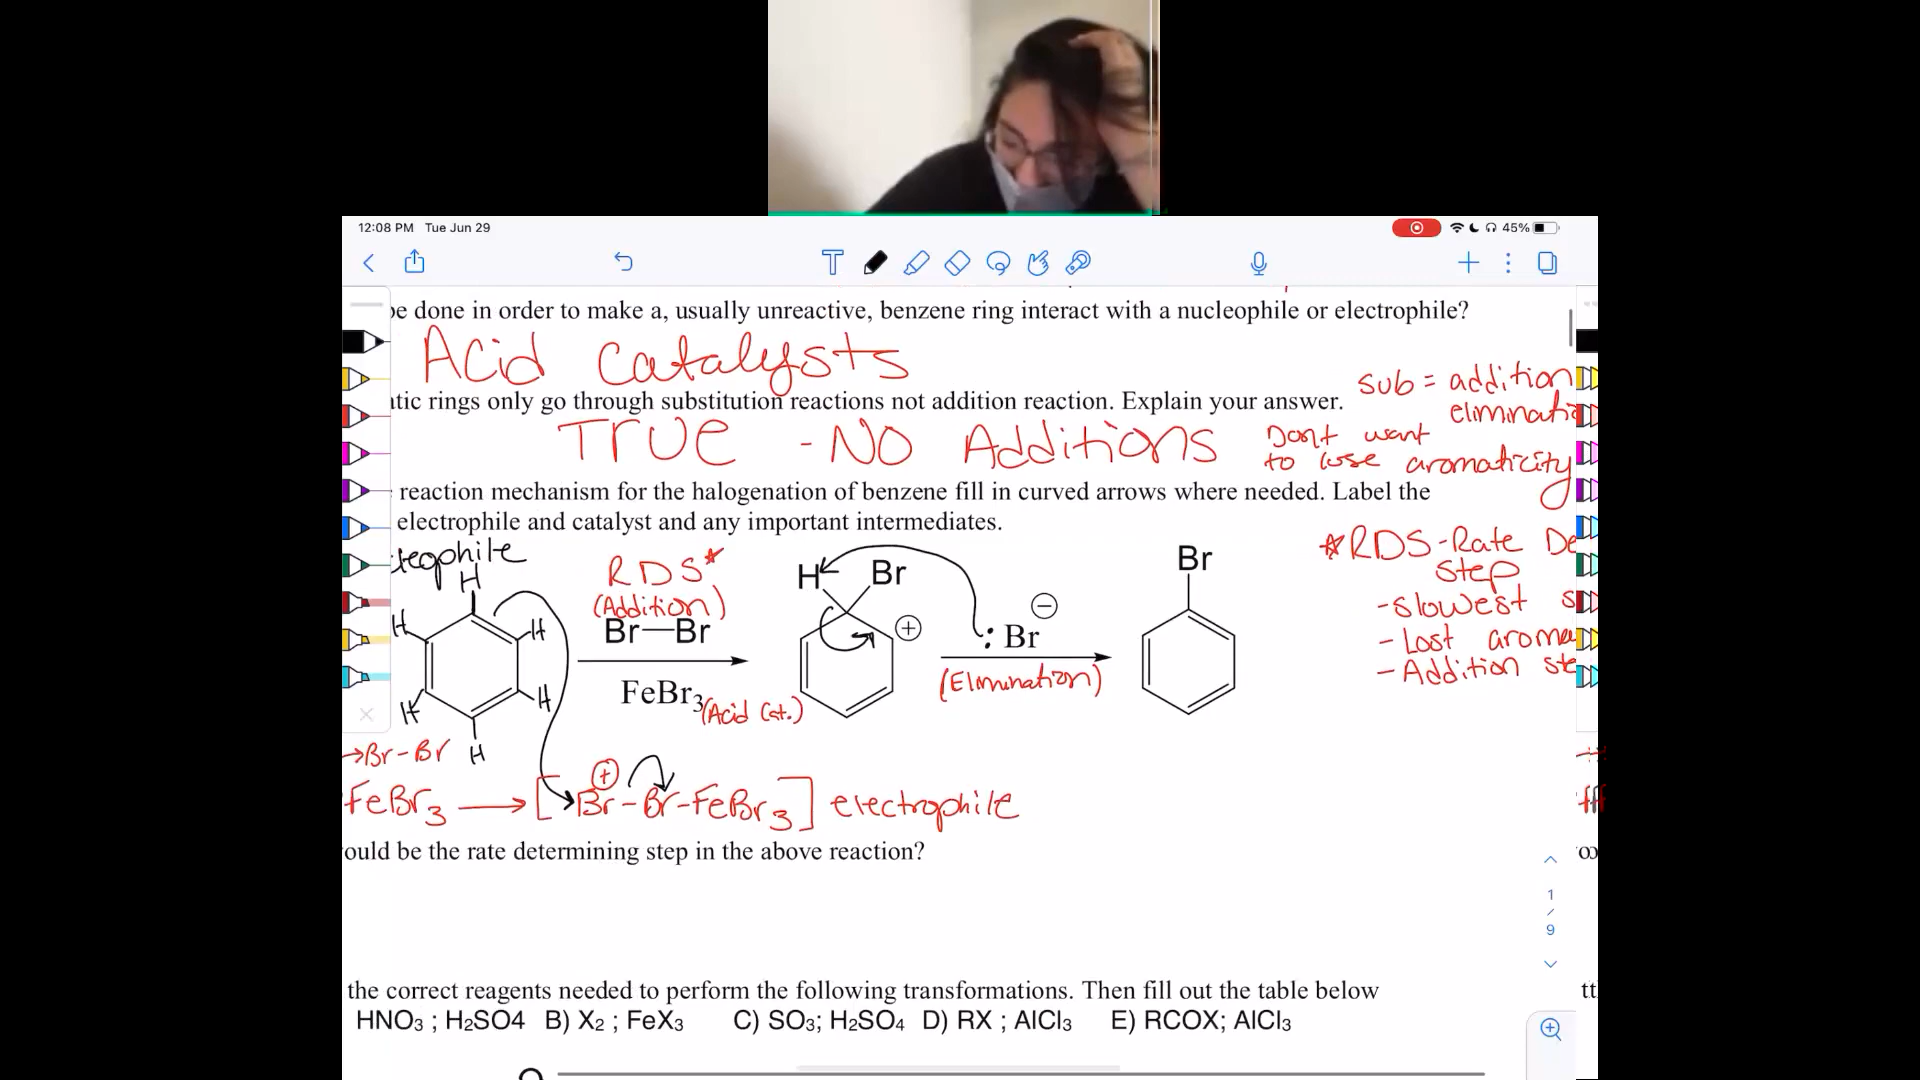 12:08 PM Tue Jun 29
45%
be done in order to make a, usually unreactive, benzene ring interact with a nucleophile or electrophile?
Acid Catalysts
sub = addition
eliminati
tic rings only go through substitution reactions not addition reaction. Explain your answer.
TRUE - NO Additions
Don't want
to lose aromaticity
reaction mechanism for the halogenation of benzene fill in curved arrows where needed. Label the
electrophile and catalyst and any important intermediates.
eophile
RDS*
(Addition)
Br—Br
FeBr3 (Acid Cat.)
H
H
H
H
H
H
H Br
+
: Br −
(Elimination)
Br
*RDS - Rate De
step
- slowest s
- Lost aroma
- Addition ste
→Br-Br
FeBr3 → [Br+-Br-FeBr3] electrophile
ould be the rate determining step in the above reaction?
1
/
9
the correct reagents needed to perform the following transformations. Then fill out the table below
HNO3 ; H2SO4 B) X2 ; FeX3 C) SO3; H2SO4 D) RX ; AlCl3 E) RCOX; AlCl3